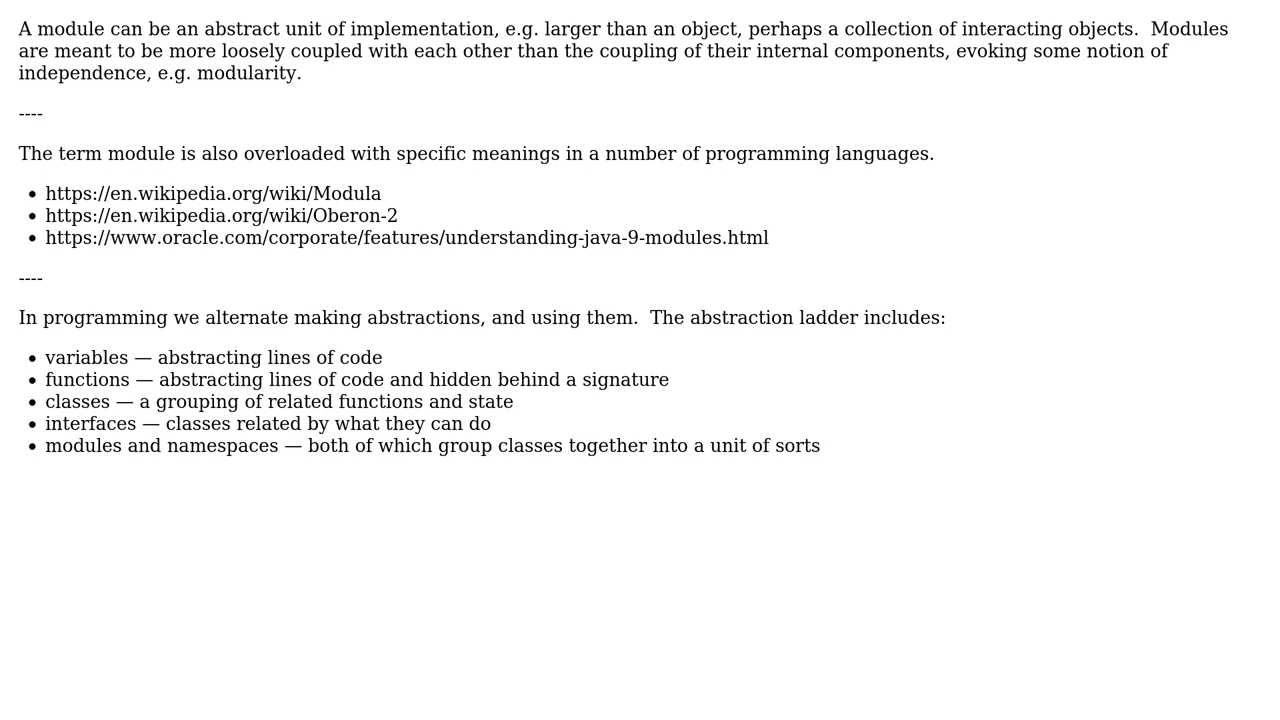 A module can be an abstract unit of implementation, e.g. larger than an object, perhaps a collection of interacting objects.  Modules
are meant to be more loosely coupled with each other than the coupling of their internal components, evoking some notion of
independence, e.g. modularity.
----
The term module is also overloaded with specific meanings in a number of programming languages.
• https://en.wikipedia.org/wiki/Modula
• https://en.wikipedia.org/wiki/Oberon-2
• https://www.oracle.com/corporate/features/understanding-java-9-modules.html
----
In programming we alternate making abstractions, and using them.  The abstraction ladder includes:
• variables — abstracting lines of code
• functions — abstracting lines of code and hidden behind a signature
• classes — a grouping of related functions and state
• interfaces — classes related by what they can do
• modules and namespaces — both of which group classes together into a unit of sorts